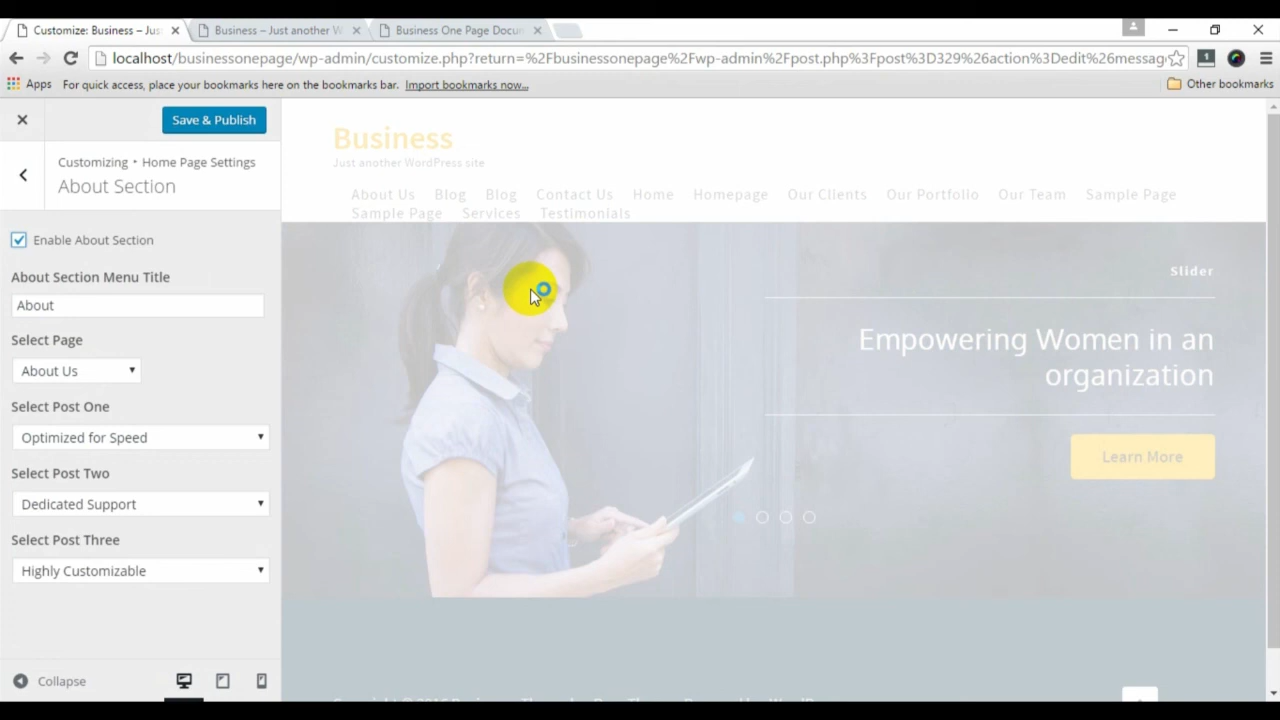 Customize: Business – Jus
Business – Just another W
Business One Page Docu
localhost/businessonepage/wp-admin/customize.php?return=%2Fbusinessonepage%2Fwp-admin%2Fpost.php%3Fpost%3D329%26action%3Dedit%26messag
1
Apps
For quick access, place your bookmarks here on the bookmarks bar. Import bookmarks now...
Other bookmarks
Save & Publish
Customizing ‣ Home Page Settings
About Section
Enable About Section
About Section Menu Title
About
Select Page
About Us
Select Post One
Optimized for Speed
Select Post Two
Dedicated Support
Select Post Three
Highly Customizable
Collapse
Business
Just another WordPress site
About Us Blog Blog Contact Us Home Homepage Our Clients Our Portfolio Our Team Sample Page
Sample Page Services Testimonials
Slider
Empowering Women in an
organization
Learn More